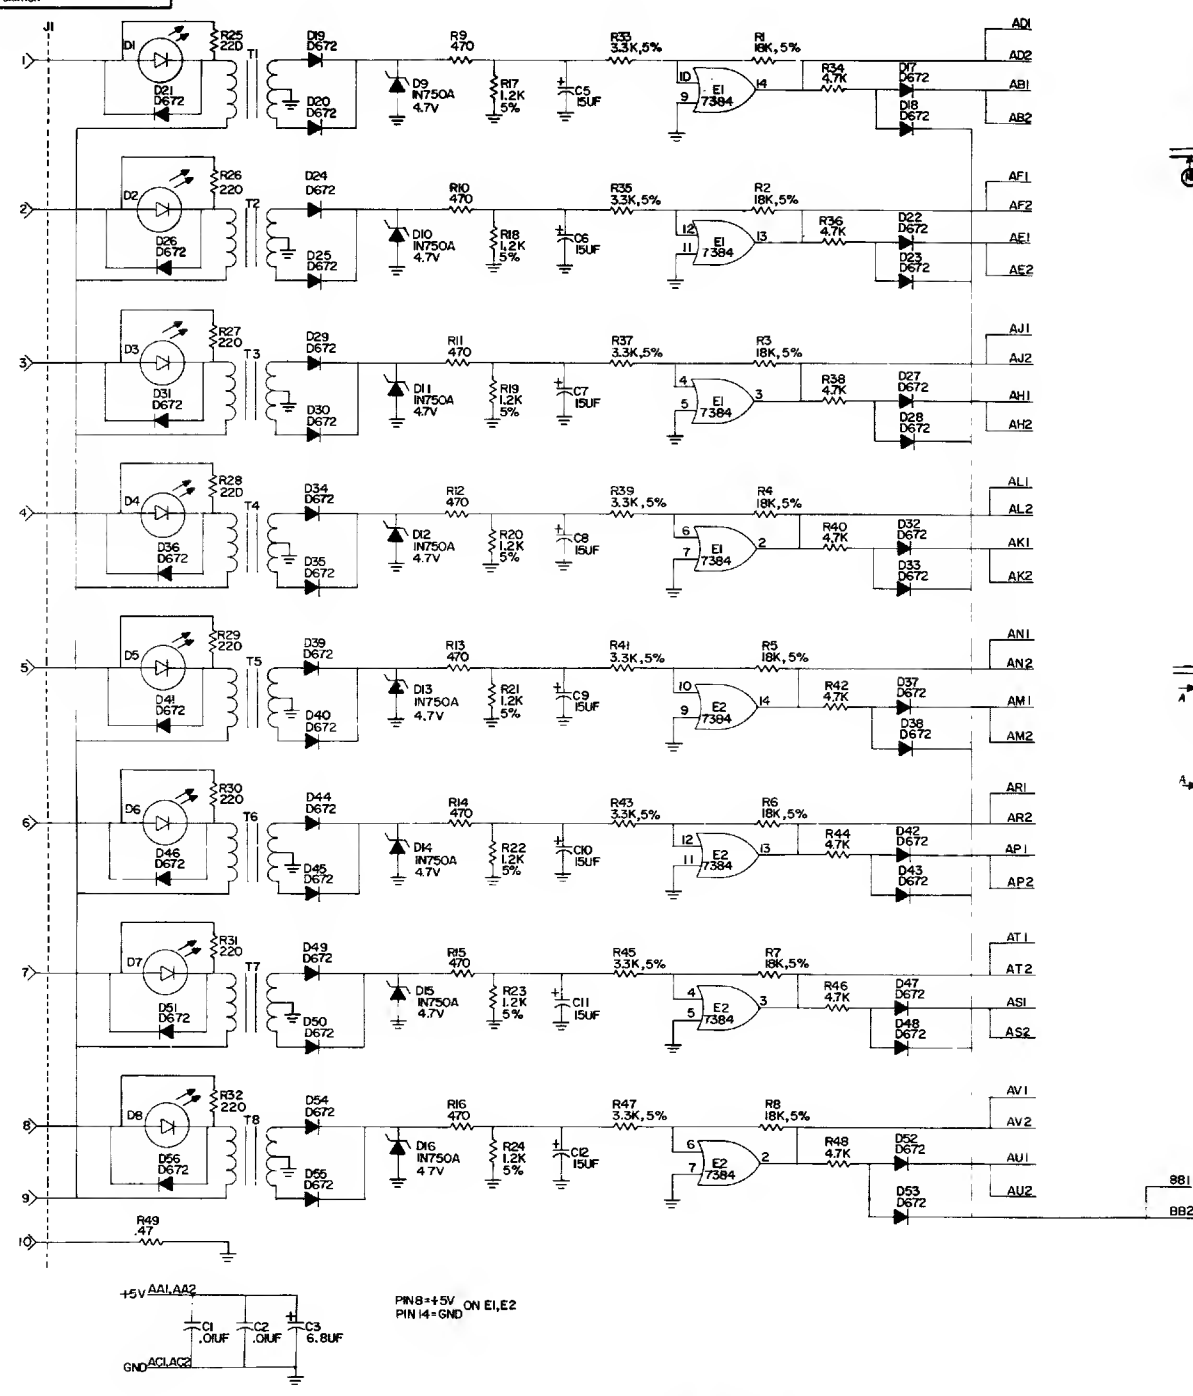 J1
1
D1
R25
220
D21
D672
T1
D19
D672
D20
D672
D9
IN750A
4.7V
R9
470
R17
1.2K
5%
+
C5
15UF
R33
3.3K,5%
R1
18K,5%
10
9
E1
7384
14
R34
4.7K
D17
D672
D18
D672
AD1
AD2
AB1
AB2
2
D2
R26
220
D26
D672
T2
D24
D672
D25
D672
D10
IN750A
4.7V
R10
470
R18
1.2K
5%
+
C6
15UF
R35
3.3K,5%
R2
18K,5%
12
11
E1
7384
13
R36
4.7K
D22
D672
D23
D672
AF1
AF2
AE1
AE2
3
D3
R27
220
D31
D672
T3
D29
D672
D30
D672
D11
IN750A
4.7V
R11
470
R19
1.2K
5%
+
C7
15UF
R37
3.3K,5%
R3
18K,5%
4
5
E1
7384
3
R38
4.7K
D27
D672
D28
D672
AJ1
AJ2
AH1
AH2
4
D4
R28
220
D36
D672
T4
D34
D672
D35
D672
D12
IN750A
4.7V
R12
470
R20
1.2K
5%
+
C8
15UF
R39
3.3K,5%
R4
18K,5%
6
7
E1
7384
2
R40
4.7K
D32
D672
D33
D672
AL1
AL2
AK1
AK2
5
D5
R29
220
D41
D672
T5
D39
D672
D40
D672
D13
IN750A
4.7V
R13
470
R21
1.2K
5%
+
C9
15UF
R41
3.3K,5%
R5
18K,5%
10
9
E2
7384
14
R42
4.7K
D37
D672
D38
D672
AN1
AN2
AM1
AM2
A
6
D6
R30
220
D46
D672
T6
D44
D672
D45
D672
D14
IN750A
4.7V
R14
470
R22
1.2K
5%
+
C10
15UF
R43
3.3K,5%
R6
18K,5%
12
11
E2
7384
13
R44
4.7K
D42
D672
D43
D672
AR1
AR2
AP1
AP2
A
7
D7
R31
220
D51
D672
T7
D49
D672
D50
D672
D15
IN750A
4.7V
R15
470
R23
1.2K
5%
+
C11
15UF
R45
3.3K,5%
R7
18K,5%
4
5
E2
7384
3
R46
4.7K
D47
D672
D48
D672
AT1
AT2
AS1
AS2
8
D8
R32
220
D56
D672
T8
D54
D672
D55
D672
D16
IN750A
4.7V
R16
470
R24
1.2K
5%
+
C12
15UF
R47
3.3K,5%
R8
18K,5%
6
7
E2
7384
2
R48
4.7K
D52
D672
D53
D672
AV1
AV2
AU1
AU2
BB1
BB2
9
10
R49
.47
+5V AA1,AA2
C1
.01UF
C2
.01UF
+
C3
6.8UF
GND AC1,AC2
PIN 8=+5V
PIN 14=GND ON E1,E2